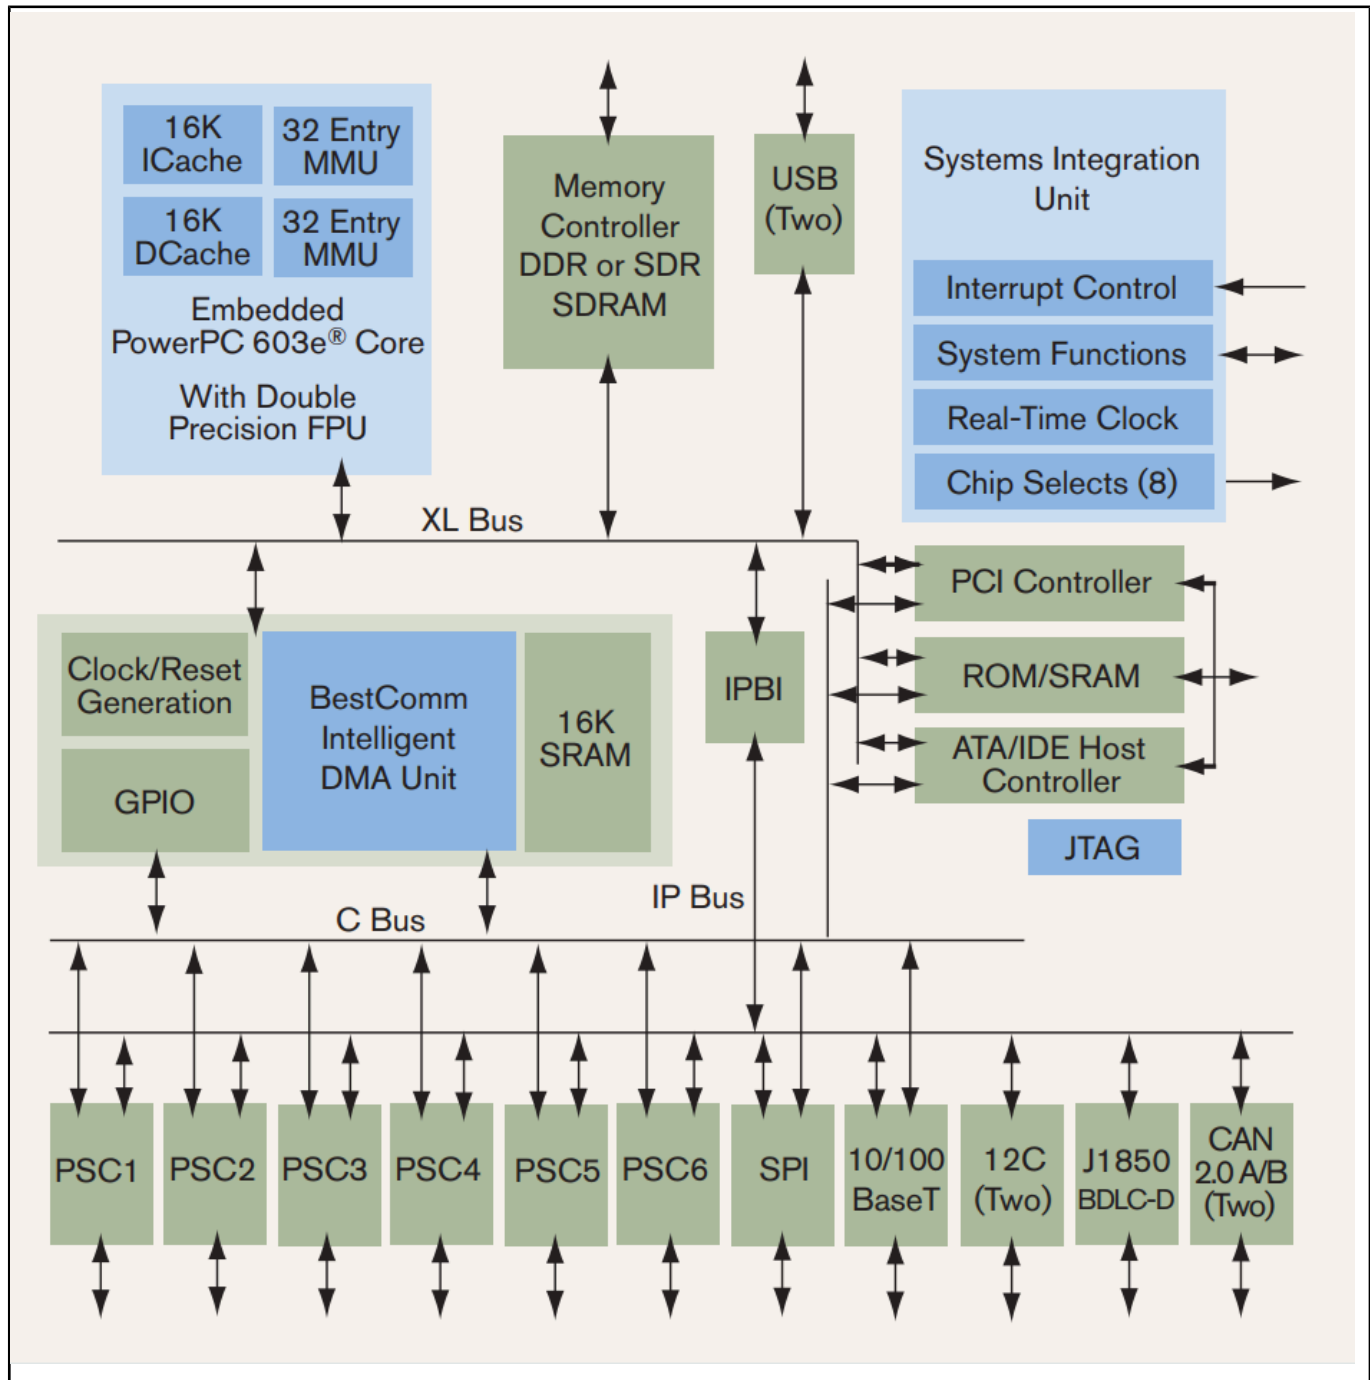 16K
ICache
32 Entry
MMU
16K
DCache
32 Entry
MMU
Embedded
PowerPC 603e® Core
With Double
Precision FPU
Memory
Controller
DDR or SDR
SDRAM
USB
(Two)
Systems Integration
Unit
Interrupt Control
System Functions
Real-Time Clock
Chip Selects (8)
XL Bus
PCI Controller
ROM/SRAM
ATA/IDE Host
Controller
JTAG
Clock/Reset
Generation
GPIO
BestComm
Intelligent
DMA Unit
16K
SRAM
IPBI
IP Bus
C Bus
PSC1
PSC2
PSC3
PSC4
PSC5
PSC6
SPI
10/100
BaseT
12C
(Two)
J1850
BDLC-D
CAN
2.0 A/B
(Two)